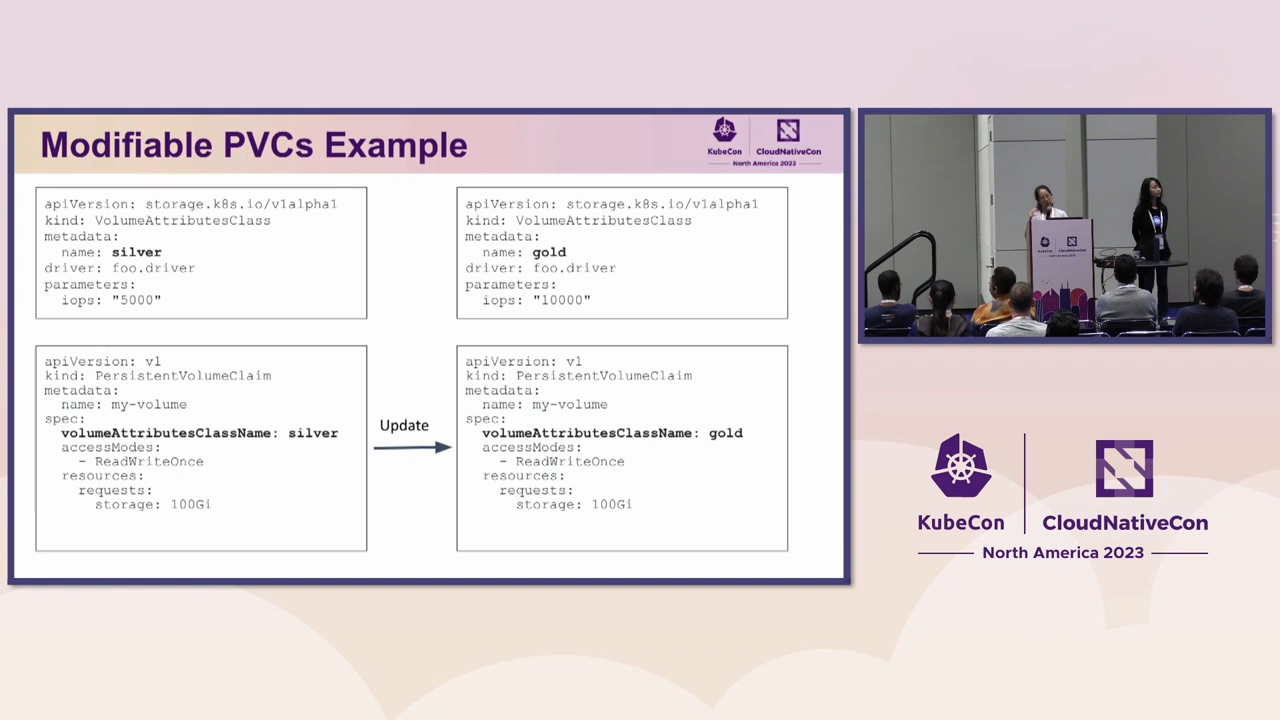 Modifiable PVCs Example
KubeCon
CloudNativeCon
North America 2023
apiVersion: storage.k8s.io/v1alpha1
kind: VolumeAttributesClass
metadata:
name: silver
driver: foo.driver
parameters:
iops: "5000"
apiVersion: storage.k8s.io/v1alpha1
kind: VolumeAttributesClass
metadata:
name: gold
driver: foo.driver
parameters:
iops: "10000"
apiVersion: v1
kind: PersistentVolumeClaim
metadata:
name: my-volume
spec:
volumeAttributesClassName: silver
accessModes:
- ReadWriteOnce
resources:
requests:
storage: 100Gi
Update
apiVersion: v1
kind: PersistentVolumeClaim
metadata:
name: my-volume
spec:
volumeAttributesClassName: gold
accessModes:
- ReadWriteOnce
resources:
requests:
storage: 100Gi
KubeCon
CloudNativeCon
North America 2023